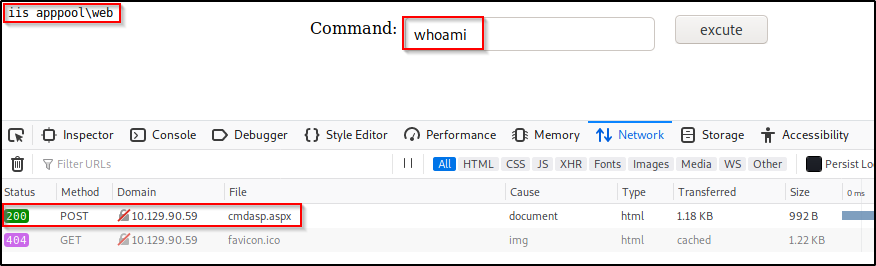 iis apppool\web
Command: whoami excute
Inspector Console Debugger Style Editor Performance Memory Network Storage Accessibility
Filter URLs All HTML CSS JS XHR Fonts Images Media WS Other Persist Lo
Status Method Domain File Cause Type Transferred Size 0 ms
200 POST 10.129.90.59 cmdasp.aspx document html 1.18 KB 992 B
404 GET 10.129.90.59 favicon.ico img html cached 1.22 KB